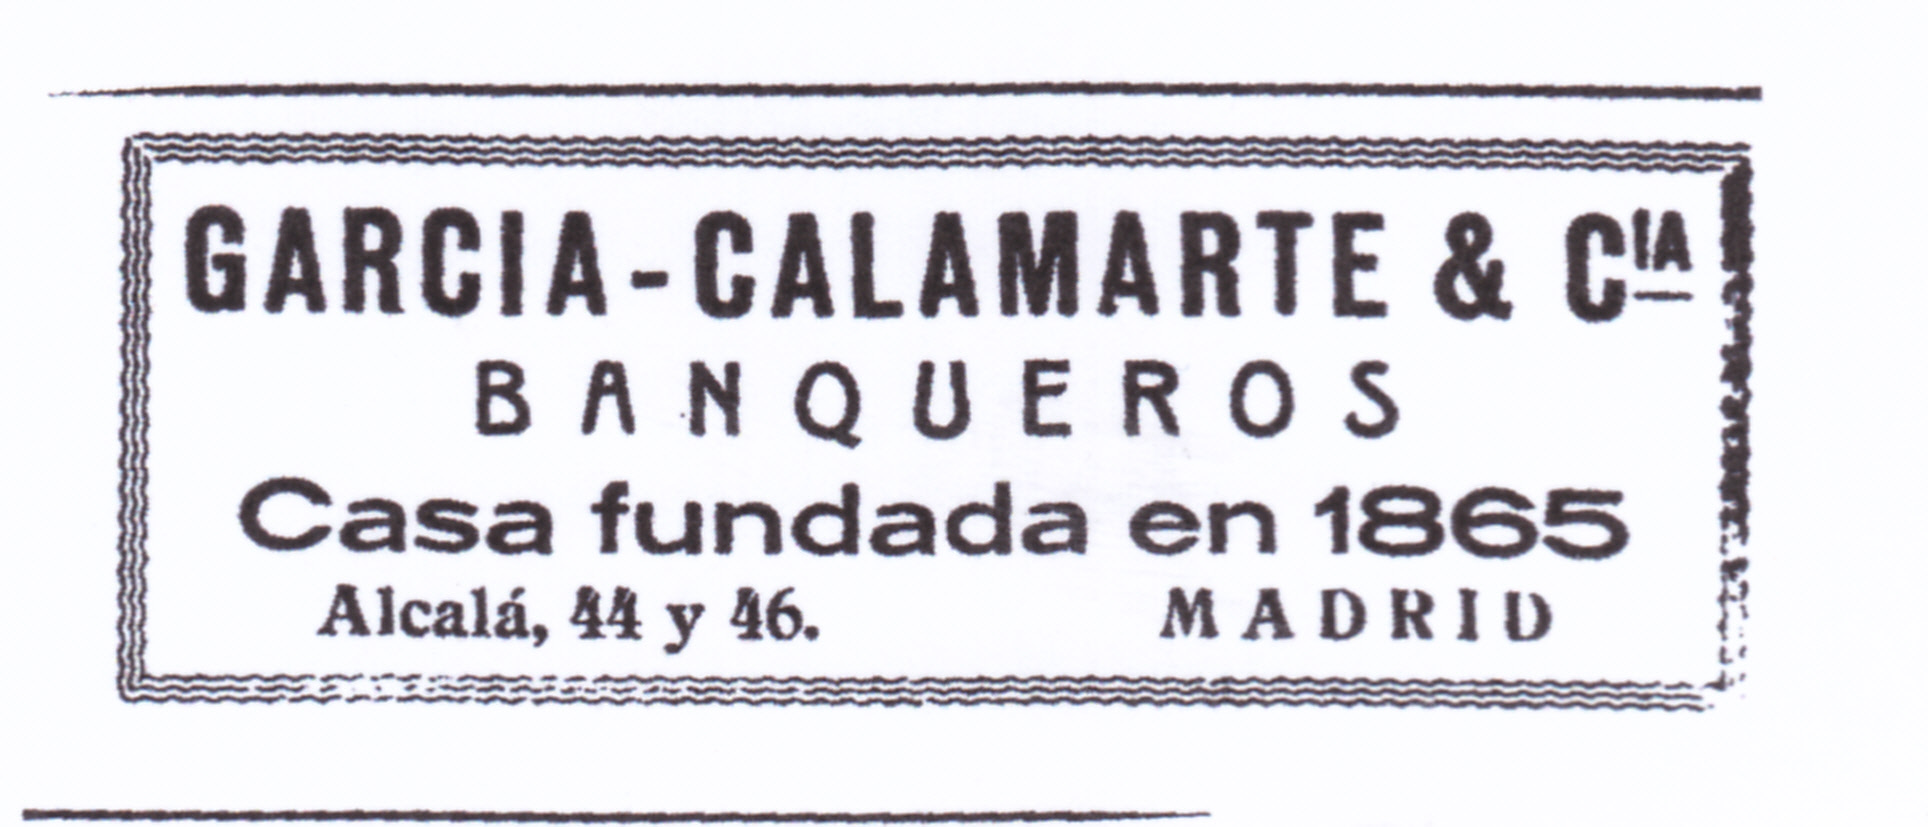 GARCIA-CALAMARTE & CIA
BANQUEROS
Casa fundada en 1865
Alcalá, 44 y 46. MADRID